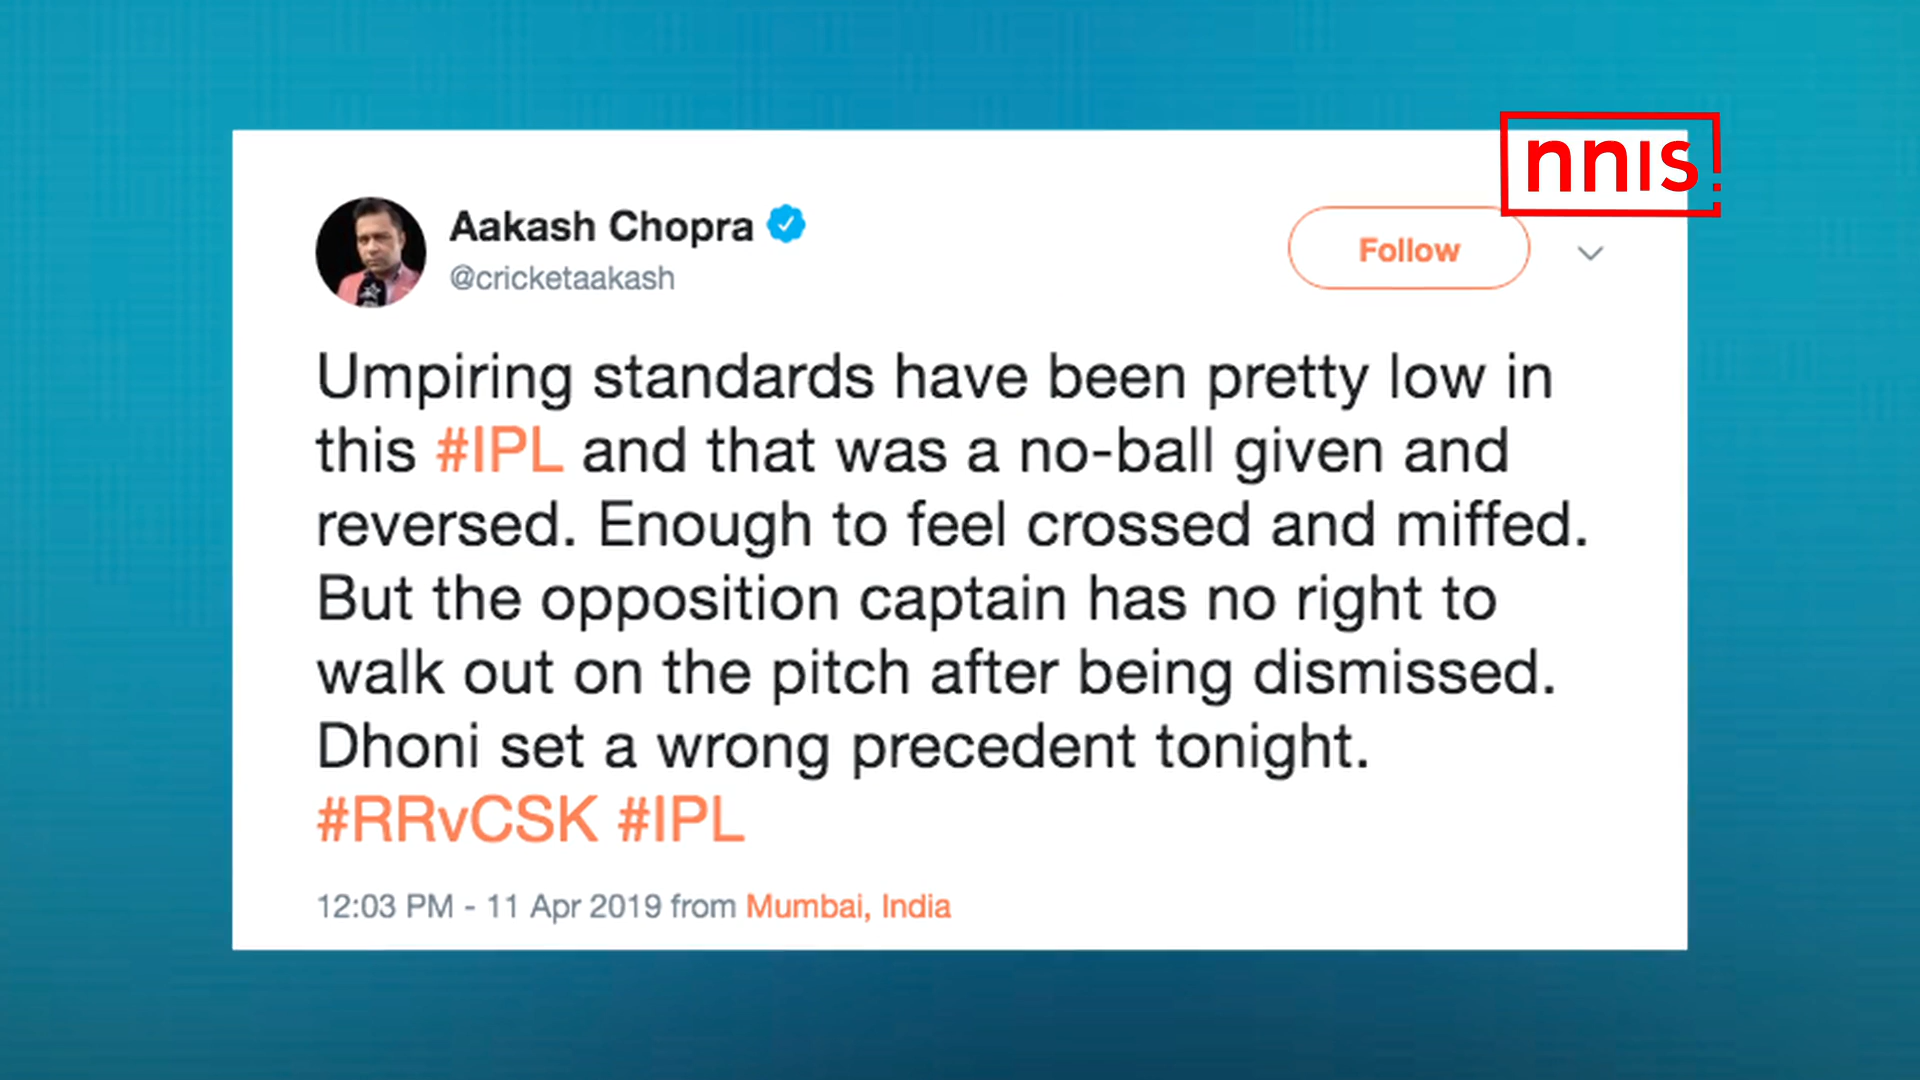 nnis!
Aakash Chopra
@cricketaakash
Follow
Umpiring standards have been pretty low in
this #IPL and that was a no-ball given and
reversed. Enough to feel crossed and miffed.
But the opposition captain has no right to
walk out on the pitch after being dismissed.
Dhoni set a wrong precedent tonight.
#RRvCSK #IPL
12:03 PM - 11 Apr 2019 from Mumbai, India